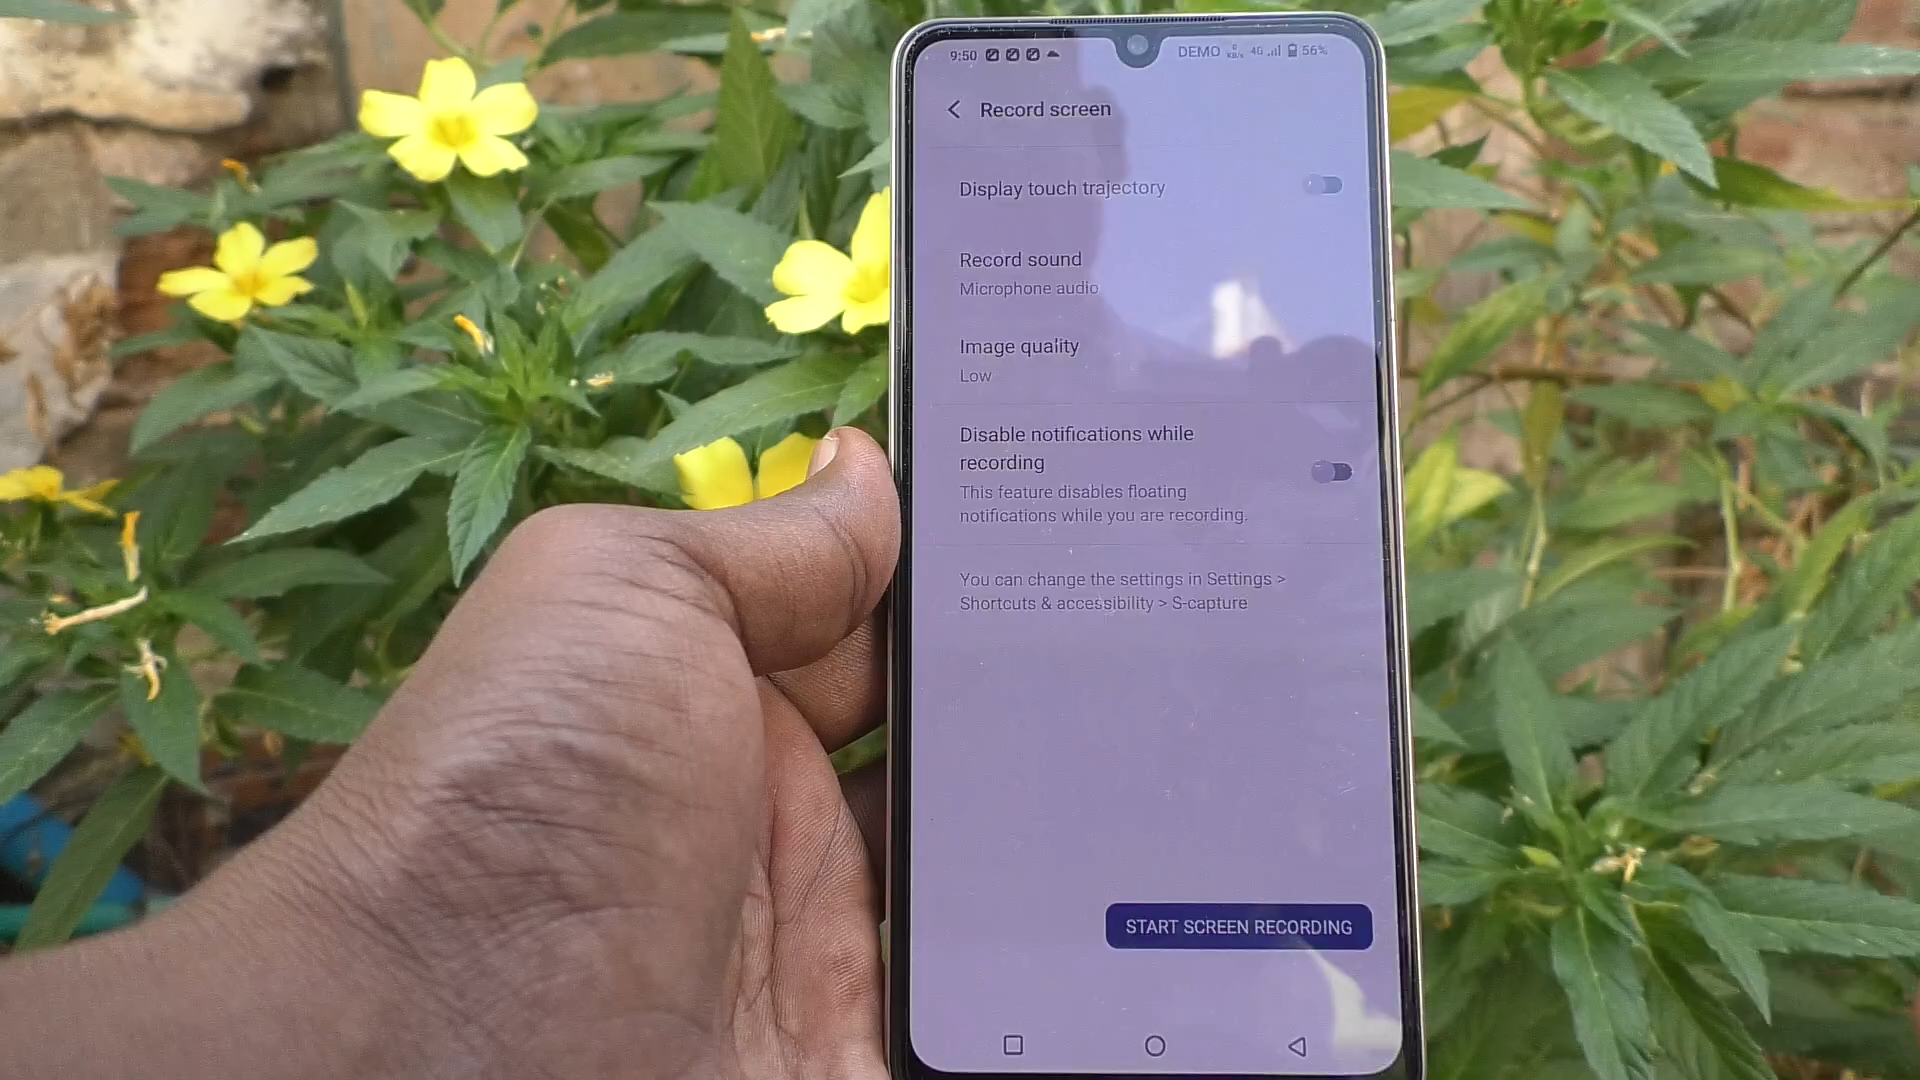 9:50 DEMO 0 KB/s 4G 56%
Record screen
Display touch trajectory
Record sound
Microphone audio
Image quality
Low
Disable notifications while
recording
This feature disables floating
notifications while you are recording.
You can change the settings in Settings >
Shortcuts & accessibility > S-capture
START SCREEN RECORDING